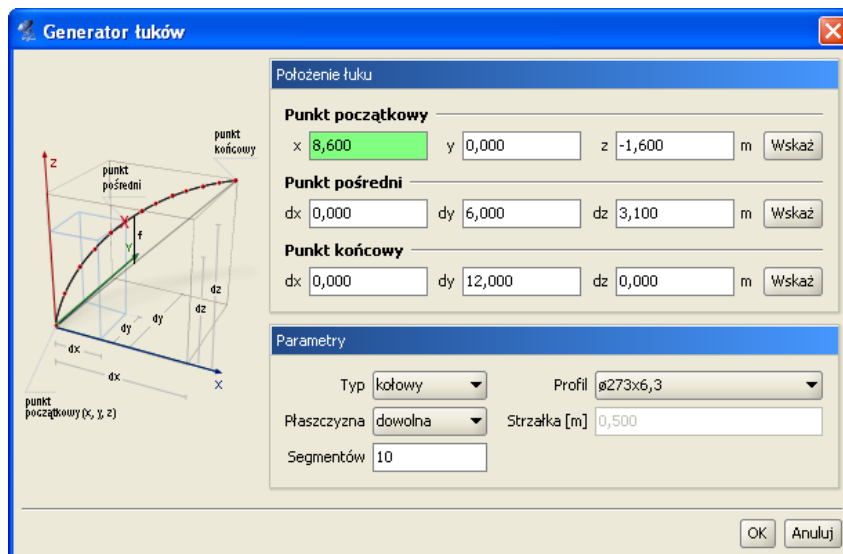 Generator łuków
Położenie łuku
Punkt początkowy
x 8,600 y 0,000 z -1,600 m Wskaż
Punkt pośredni
dx 0,000 dy 6,000 dz 3,100 m Wskaż
Punkt końcowy
dx 0,000 dy 12,000 dz 0,000 m Wskaż
Parametry
Typ kołowy Profil ø273x6,3
Płaszczyzna dowolna Strzałka [m] 0,500
Segmentów 10
OK Anuluj
punkt
końcowy
z
punkt
pośredni
X
f
Y
dz
dz
dy
dy
dx
dx
X
punkt
początkowy (x, y, z)